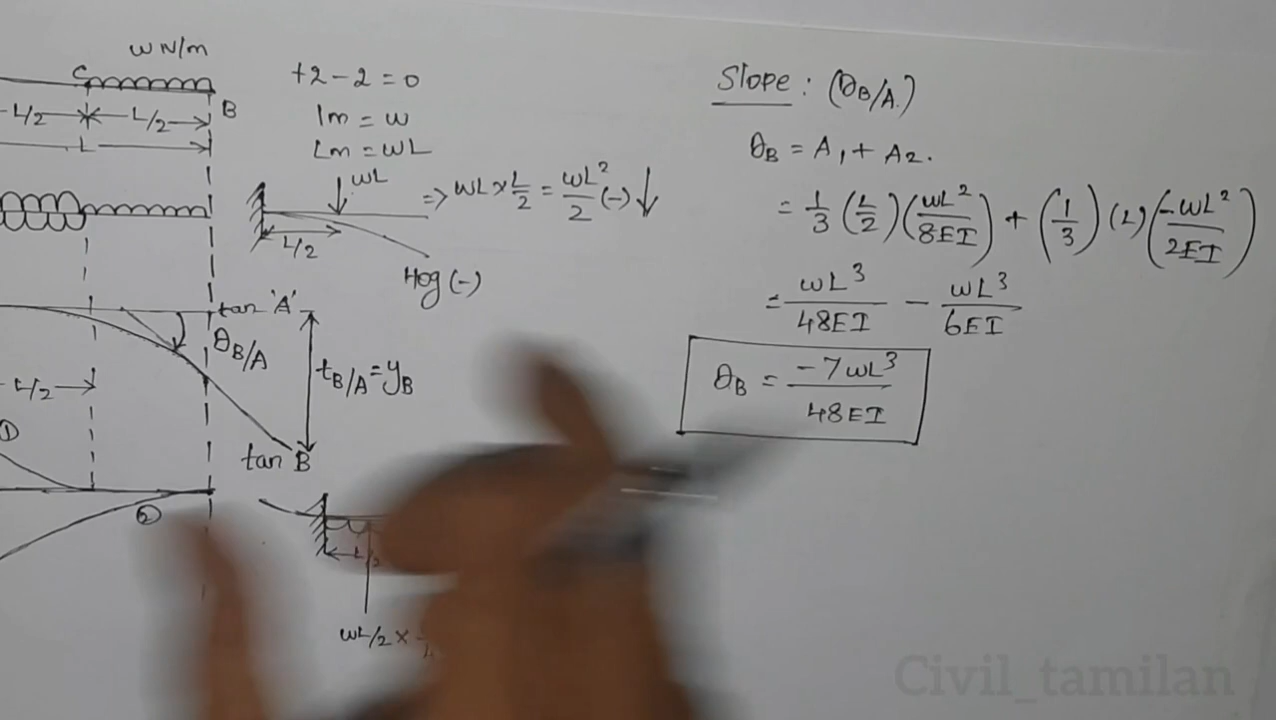 w N/m
C
B
L/2
L/2
L
+2 - 2 = 0
1m = w
Lm = wL
wL
⇒ wL × L/2 = wL²/2 (-) ↓
L/2
Hog (-)
tan 'A'
θB/A
tB/A = yB
L/2
tan B
①
②
wL/2 ×
Slope : (θB/A)
θB = A₁ + A₂.
= 1/3 (L/2) (wL²/8EI) + (1/3) (L) (-wL²/2EI)
= wL³/48EI - wL³/6EI
θB = -7wL³/48EI
Civil_tamilan